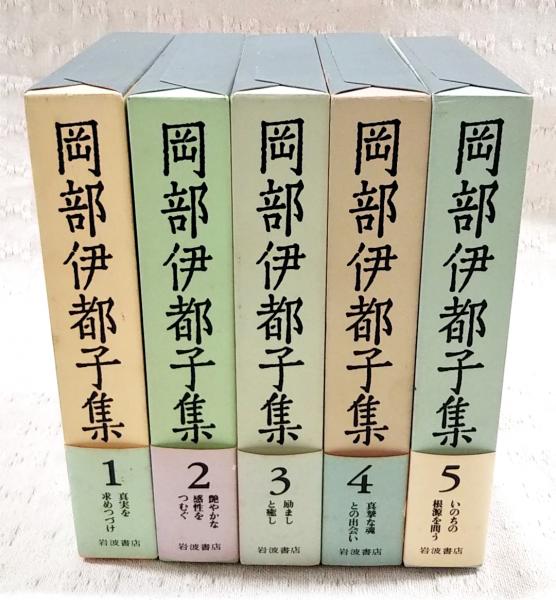 岡部伊都子集
1
真実を
求めつづけ
岩波書店
岡部伊都子集
2
艶やかな
感性を
つむぐ
岩波書店
岡部伊都子集
3
励まし
と癒し
岩波書店
岡部伊都子集
4
真摯な魂
との出会い
岩波書店
岡部伊都子集
5
いのちの
根源を問う
岩波書店